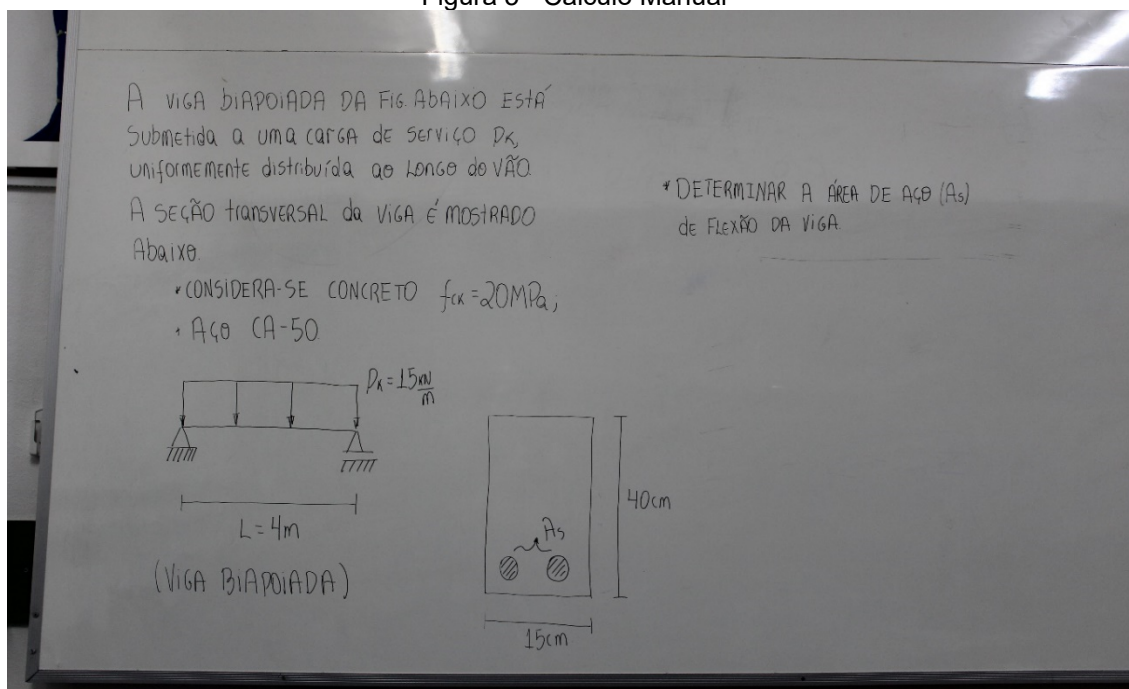 Figura 3 - Cálculo Manual
A VIGA BIAPOIADA DA FIG. ABAIXO ESTÁ
Submetida a uma carga de serviço Pk,
uniformemente distribuída ao longo do VÃO.
A SEÇÃO TRANSVERSAL da VIGA É MOSTRADO
Abaixo.
* CONSIDERA-SE CONCRETO fck = 20MPa;
* AÇO CA-50.
Pk = 15 kN/m
L = 4m
(VIGA BIAPOIADA)
As
40cm
15cm
* DETERMINAR A ÁREA DE AÇO (As)
de FLEXÃO DA VIGA.